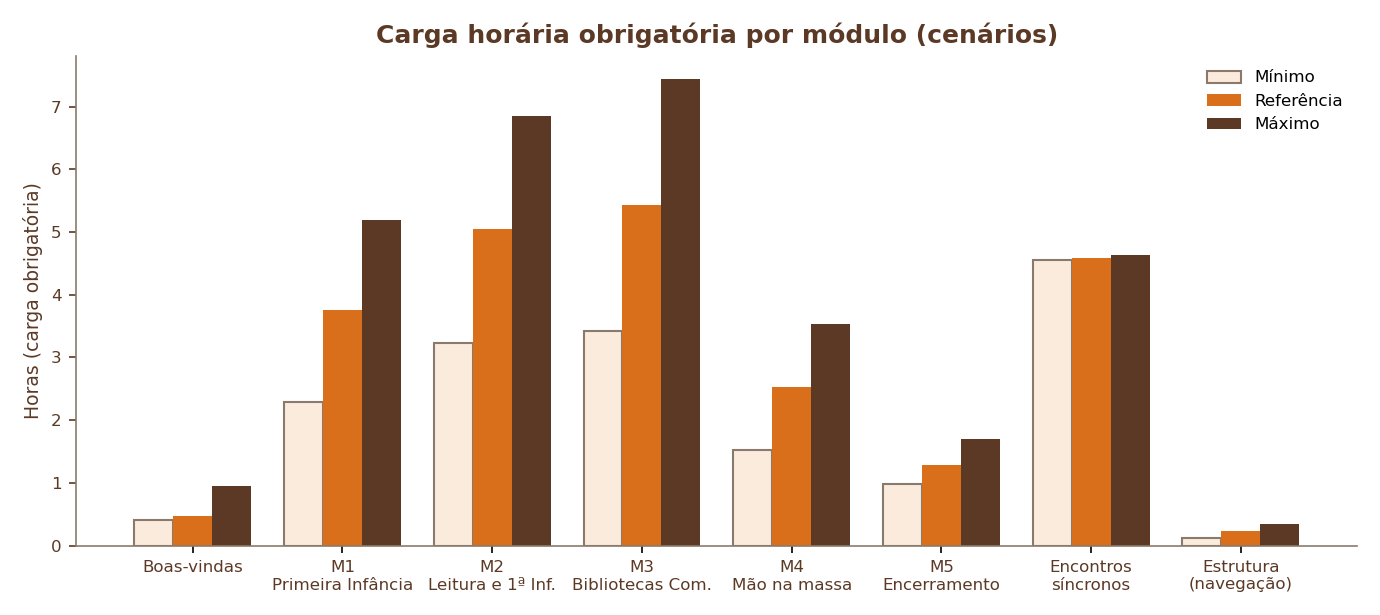 Carga horária obrigatória por módulo (cenários)
Mínimo
Referência
Máximo
Horas (carga obrigatória)
7
6
5
4
3
2
1
0
Boas-vindas
M1
Primeira Infância
M2
Leitura e 1ª Inf.
M3
Bibliotecas Com.
M4
Mão na massa
M5
Encerramento
Encontros
síncronos
Estrutura
(navegação)